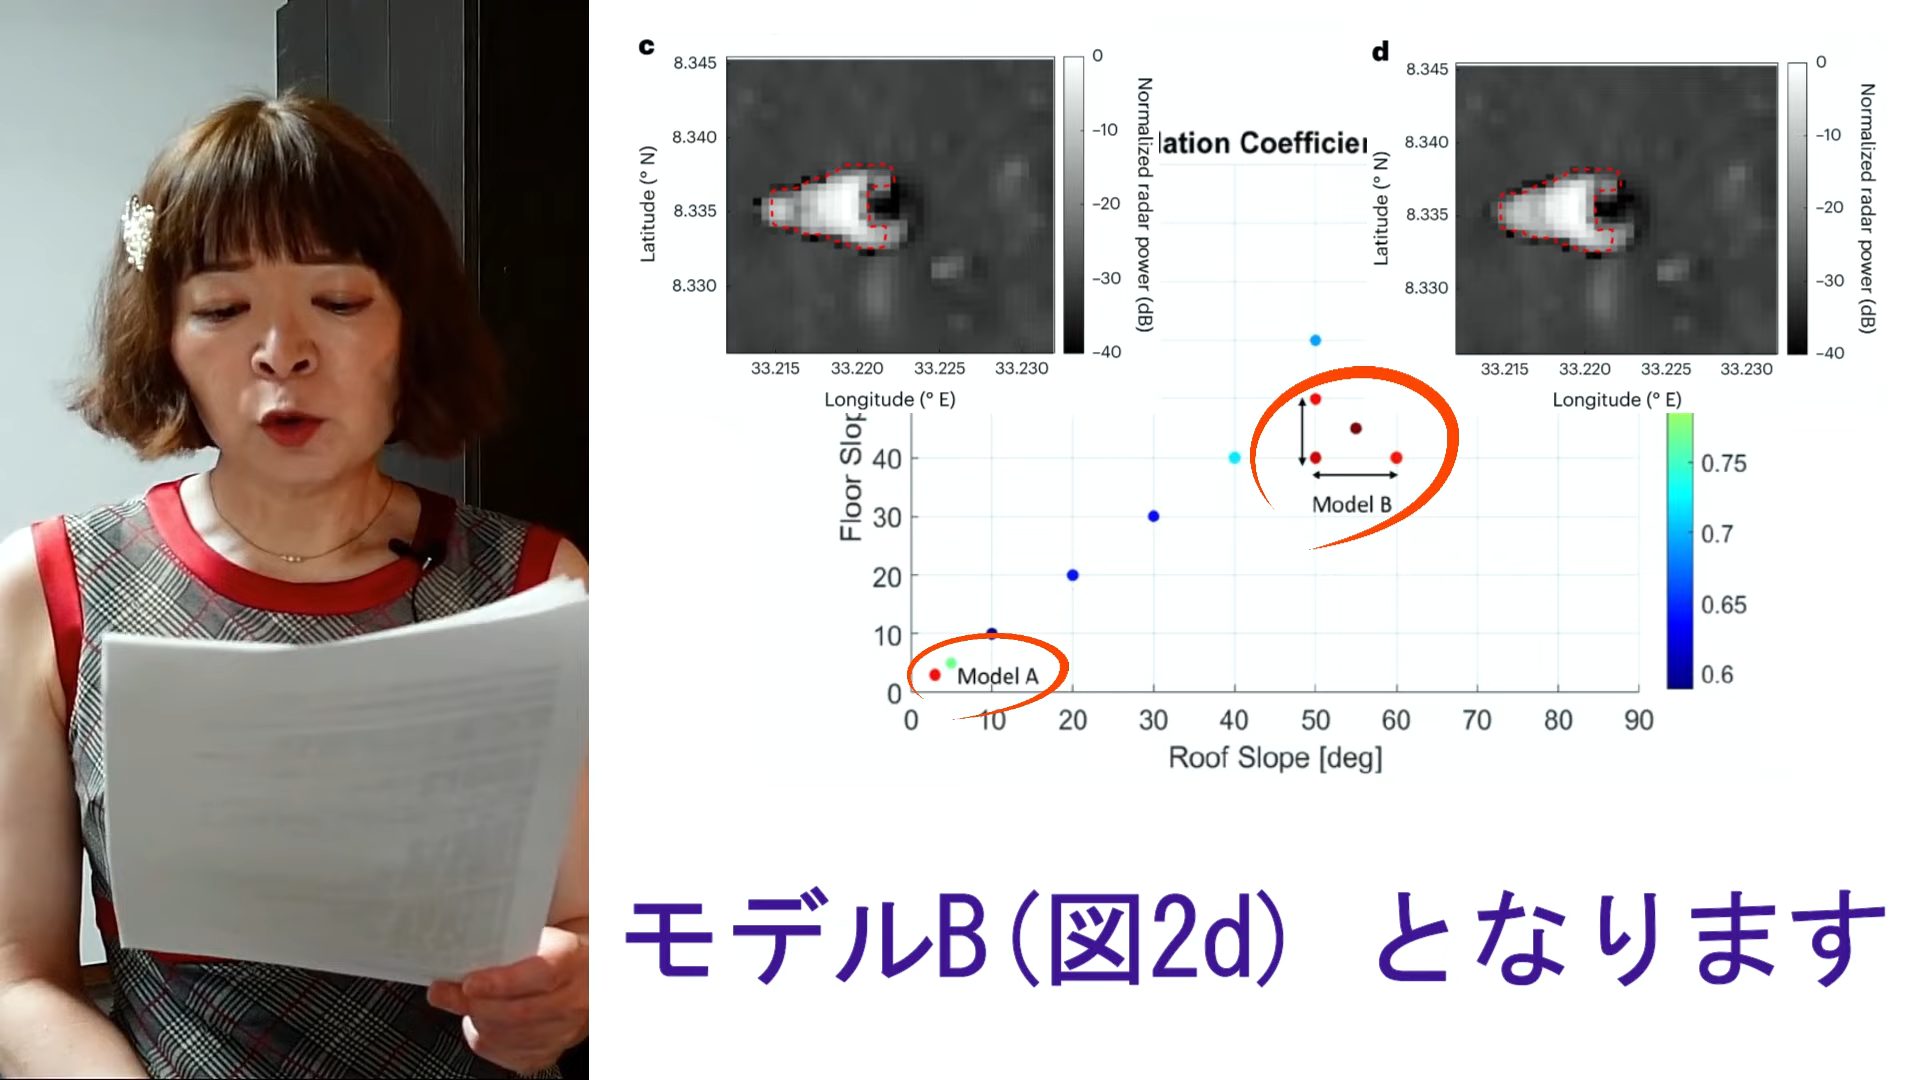 c
8.345
8.340
8.335
8.330
Latitude (° N)
33.215 33.220 33.225 33.230
Longitude (° E)
0
−10
−20
−30
−40
Normalized radar power (dB)
lation Coefficien
d
8.345
8.340
8.335
8.330
Latitude (° N)
33.215 33.220 33.225 33.230
Longitude (° E)
0
−10
−20
−30
−40
Normalized radar power (dB)
Floor Slop
40
30
20
10
0
Model B
Model A
0 10 20 30 40 50 60 70 80 90
Roof Slope [deg]
0.75
0.7
0.65
0.6
モデルB(図2d) となります